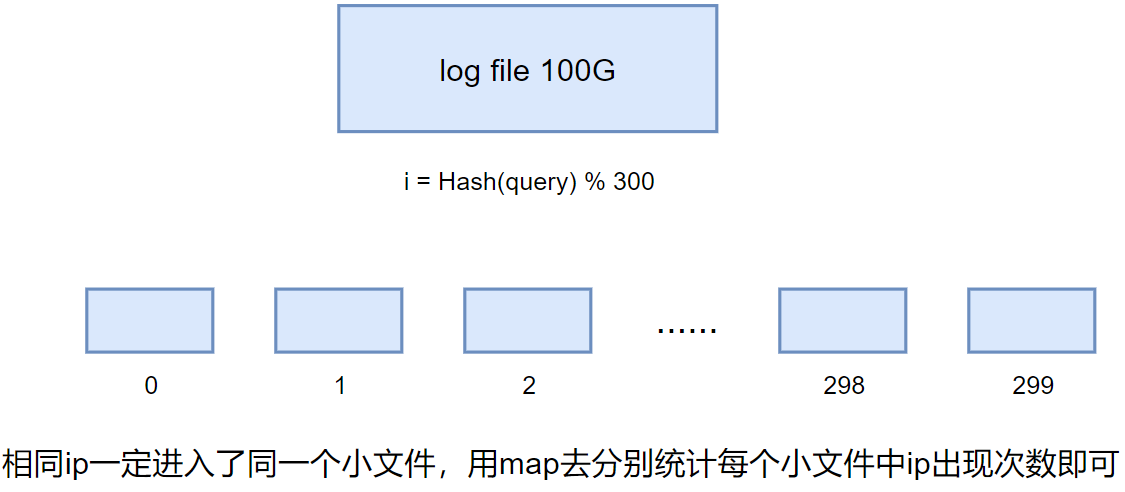 log file 100G
i = Hash(query) % 300
......
0 1 2 298 299
相同ip一定进入了同一个小文件，用map去分别统计每个小文件中ip出现次数即可